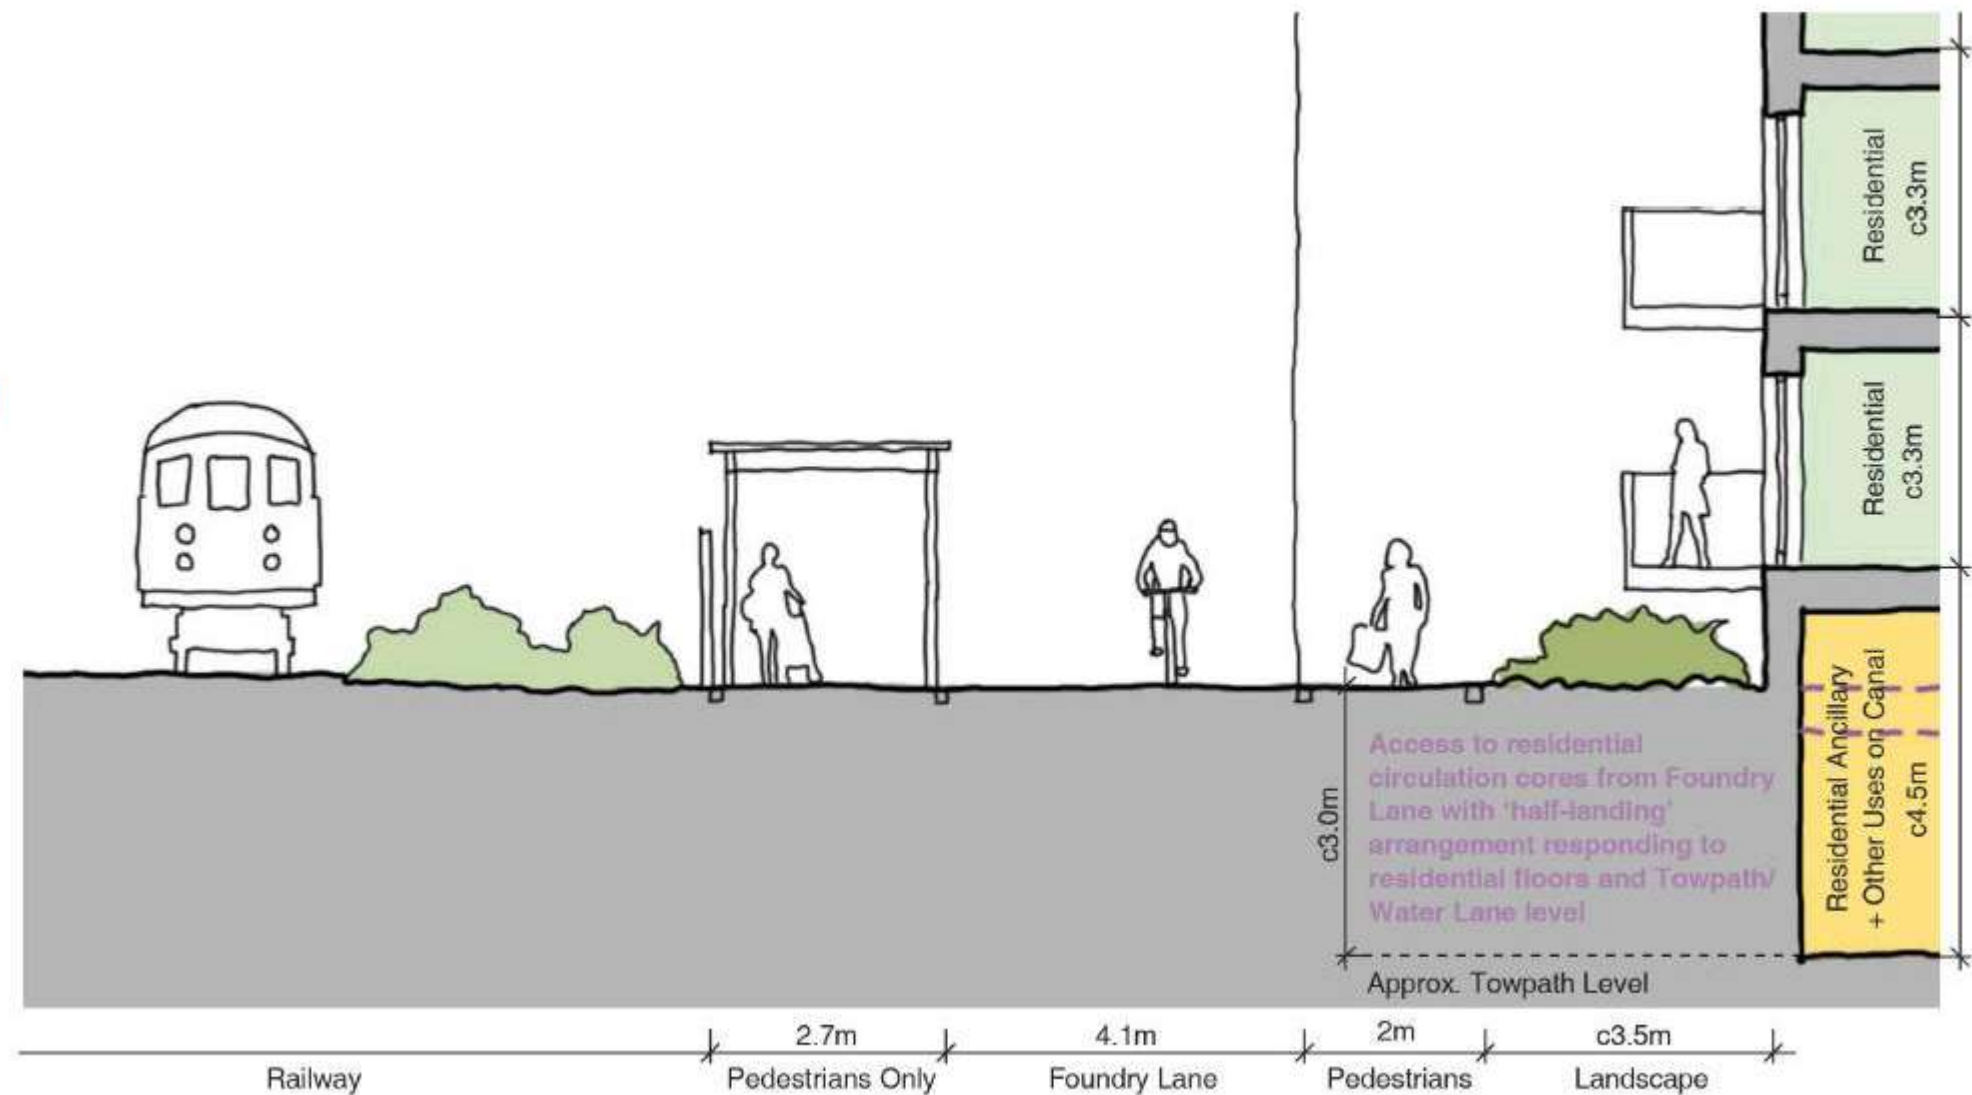 Residential
c3.3m
Residential
c3.3m
Residential Ancillary
+ Other Uses on Canal
c4.5m
c3.0m
Access to residential
circulation cores from Foundry
Lane with 'half-landing'
arrangement responding to
residential floors and Towpath/
Water Lane level
Approx. Towpath Level
2.7m
4.1m
2m
c3.5m
Railway
Pedestrians Only
Foundry Lane
Pedestrians
Landscape